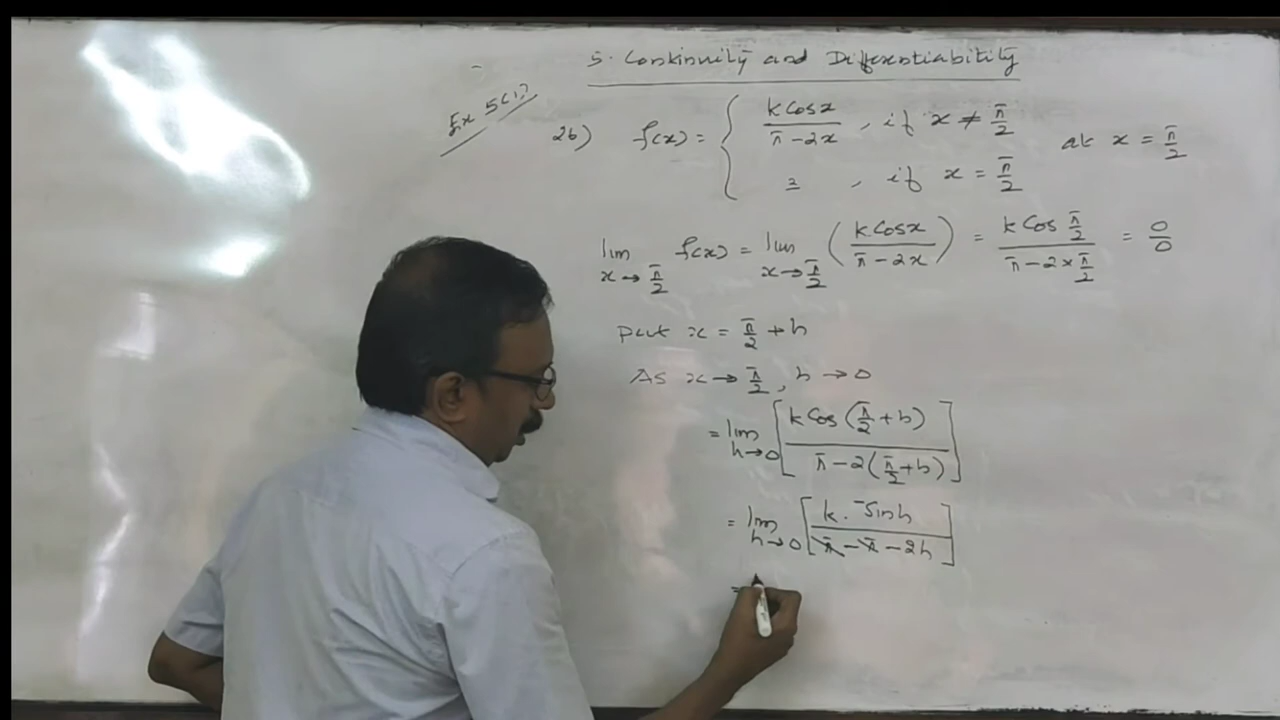 5. Continuity and Differentiability
Ex 5(1)
26) f(x) = { k Cos x / π - 2x , if x ≠ π/2 at x = π/2
3 , if x = π/2
lim x→π/2 f(x) = lim x→π/2 ( k Cos x / π - 2x ) = k Cos π/2 / π - 2×π/2 = 0/0
Put x = π/2 + h
As x → π/2 , h → 0
= lim h→0 [ k Cos (π/2 + h) / π - 2(π/2 + h) ]
= lim h→0 [ k . -Sin h / π - π - 2h ]
=